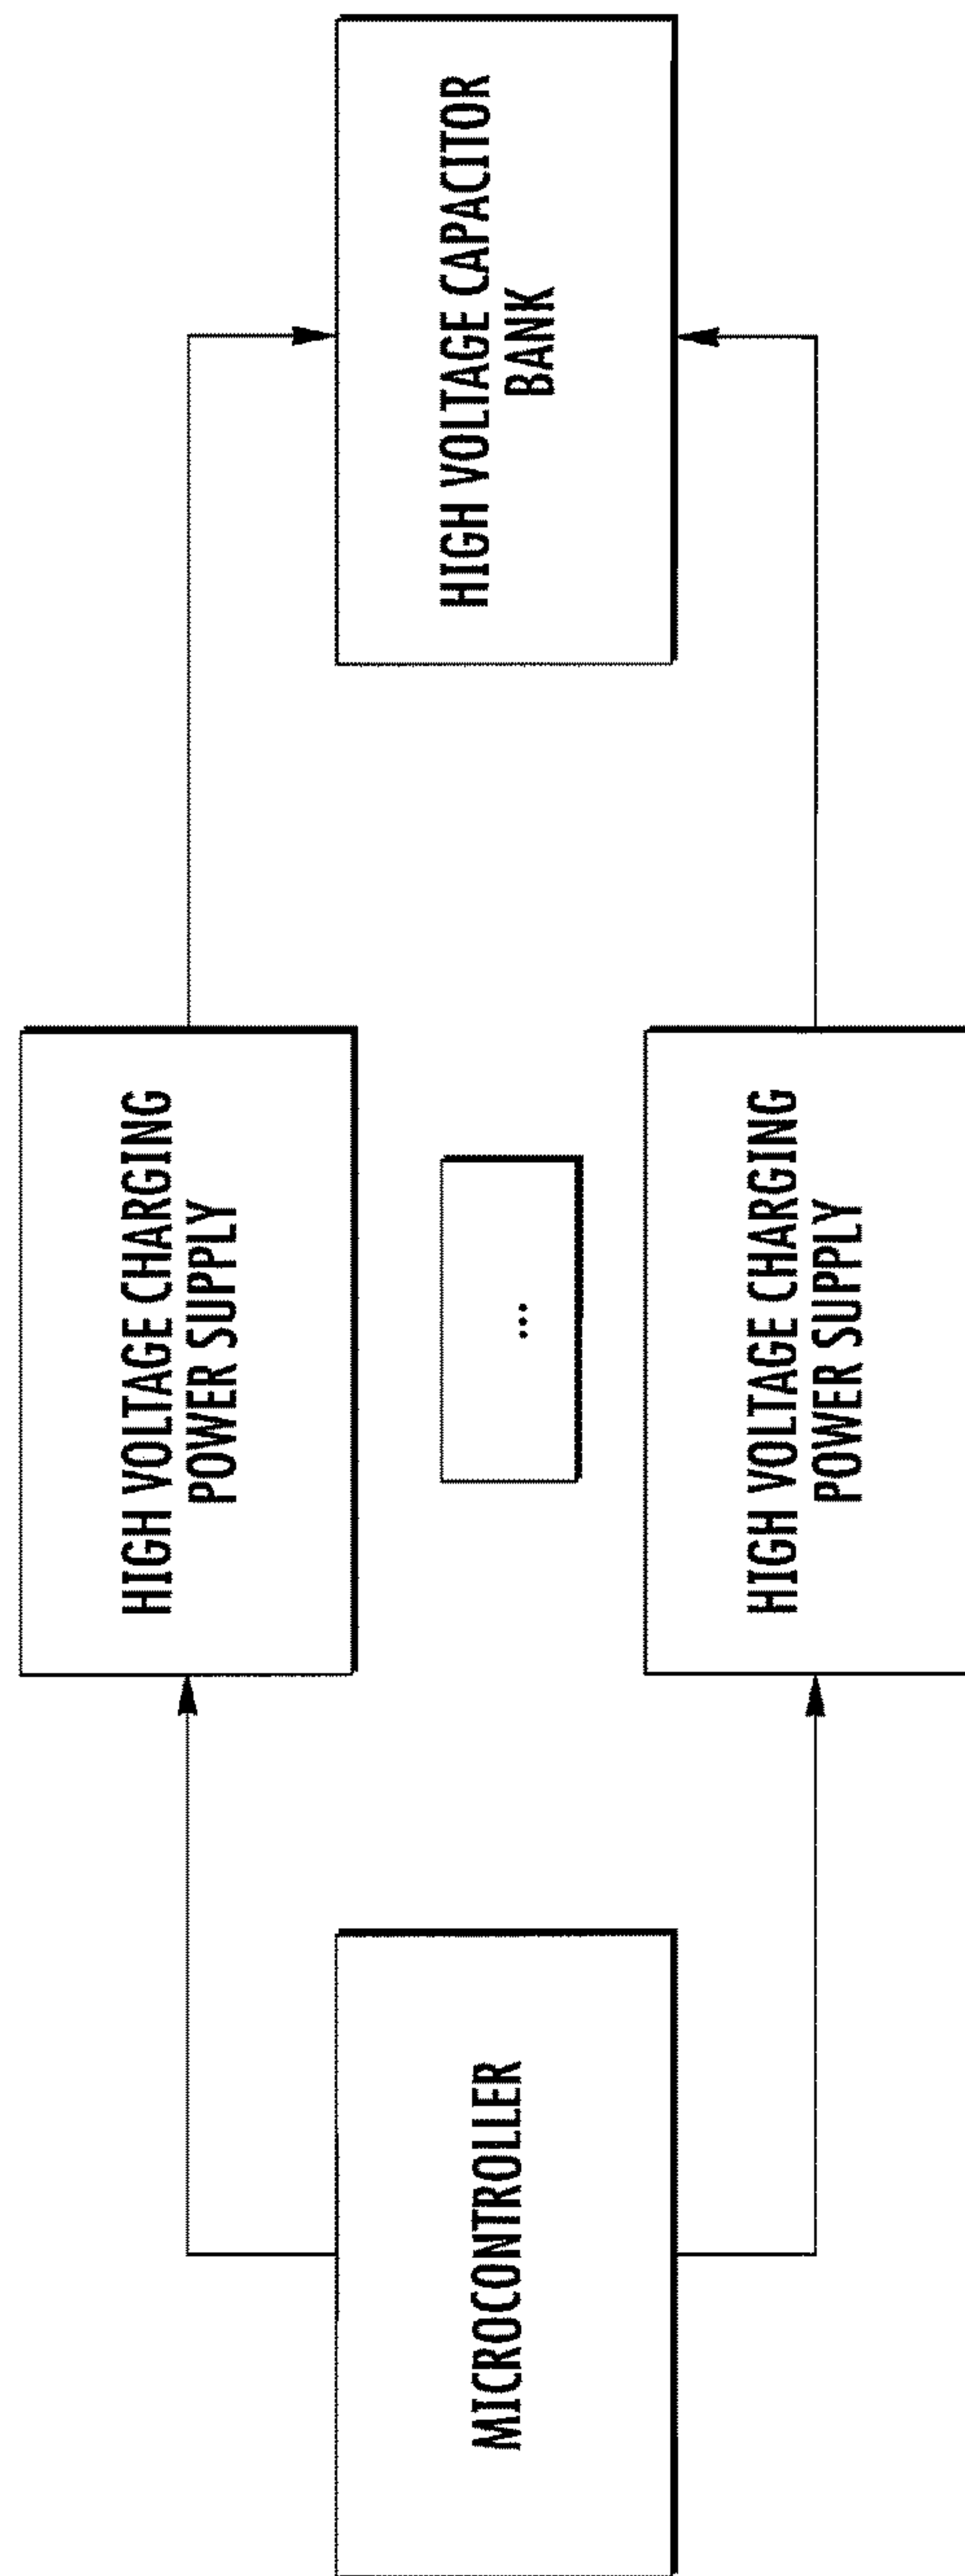 MICROCONTROLLER
HIGH VOLTAGE CHARGING
POWER SUPPLY
...
HIGH VOLTAGE CHARGING
POWER SUPPLY
HIGH VOLTAGE CAPACITOR
BANK